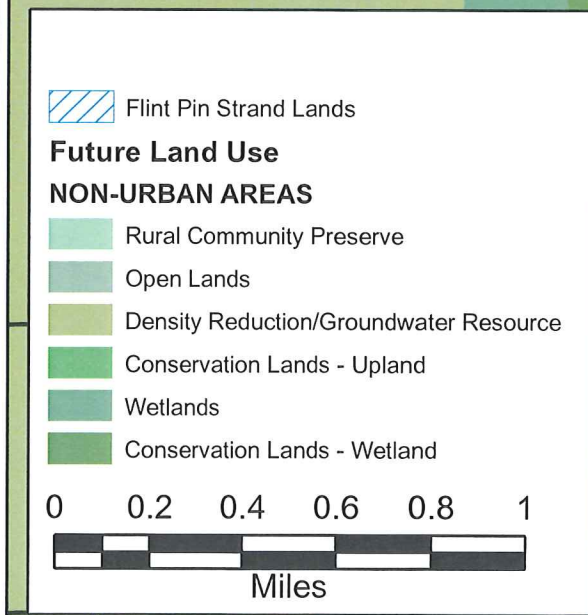 Flint Pin Strand Lands
Future Land Use
NON-URBAN AREAS
Rural Community Preserve
Open Lands
Density Reduction/Groundwater Resource
Conservation Lands - Upland
Wetlands
Conservation Lands - Wetland
0 0.2 0.4 0.6 0.8 1
Miles